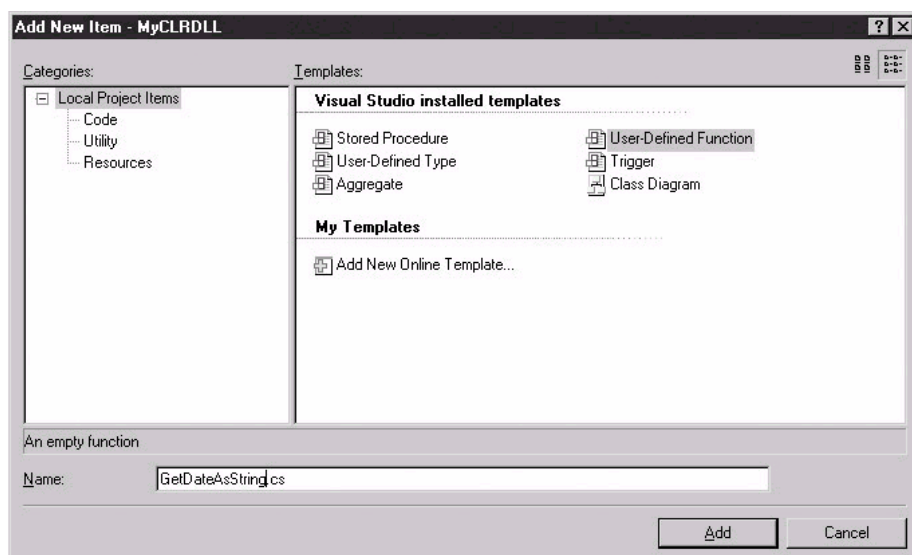 Add New Item - MyCLRDLL
Categories:
Templates:
Local Project Items
Code
Utility
Resources
Visual Studio installed templates
Stored Procedure
User-Defined Function
User-Defined Type
Trigger
Aggregate
Class Diagram
My Templates
Add New Online Template...
An empty function
Name:
GetDateAsString.cs
Add
Cancel